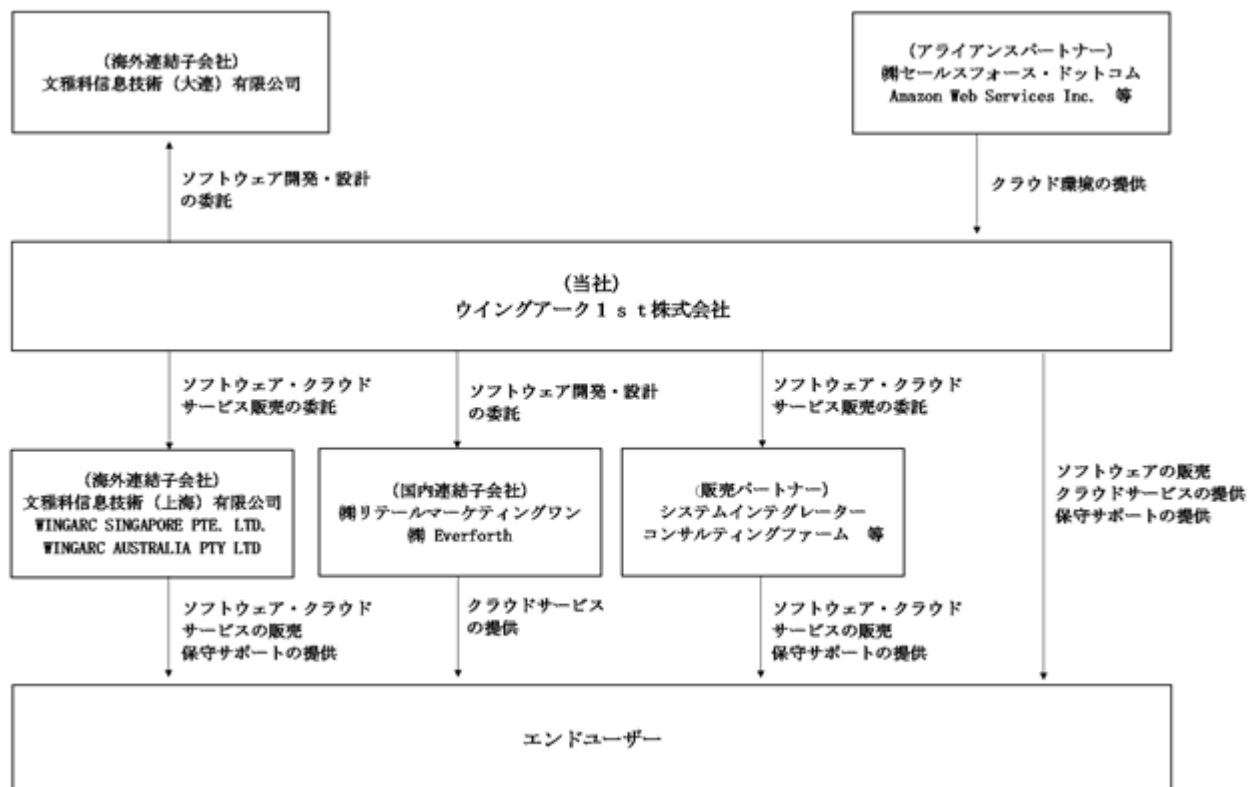 (海外連結子会社)
文雅科信息技術（大連）有限公司
(アライアンスパートナー)
㈱セールスフォース・ドットコム
Amazon Web Services Inc. 等
ソフトウェア開発・設計
の委託
クラウド環境の提供
(当社)
ウイングアーク１ｓｔ株式会社
ソフトウェア・クラウド
サービス販売の委託
ソフトウェア開発・設計
の委託
ソフトウェア・クラウド
サービス販売の委託
(海外連結子会社)
文雅科信息技術（上海）有限公司
WINGARC SINGAPORE PTE. LTD.
WINGARC AUSTRALIA PTY LTD
(国内連結子会社)
㈱リテールマーケティングワン
㈱ Everforth
(販売パートナー)
システムインテグレーター
コンサルティングファーム 等
ソフトウェアの販売
クラウドサービスの提供
保守サポートの提供
ソフトウェア・クラウド
サービスの販売
保守サポートの提供
クラウドサービス
の提供
ソフトウェア・クラウド
サービスの販売
保守サポートの提供
エンドユーザー